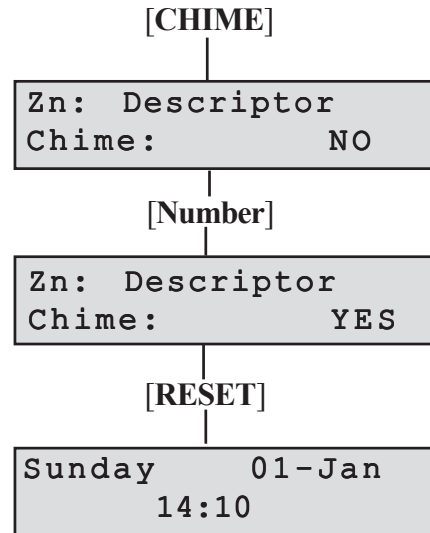 [CHIME]
Zn: Descriptor
Chime: NO
[Number]
Zn: Descriptor
Chime: YES
[RESET]
Sunday 01-Jan
14:10